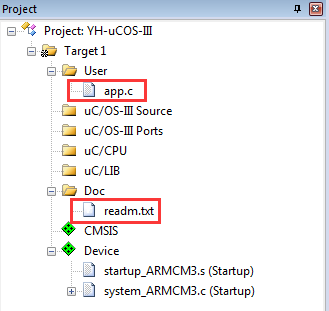 Project
Project: YH-uCOS-III
Target 1
User
app.c
uC/OS-III Source
uC/OS-III Ports
uC/CPU
uC/LIB
Doc
readm.txt
CMSIS
Device
startup_ARMCM3.s (Startup)
system_ARMCM3.c (Startup)